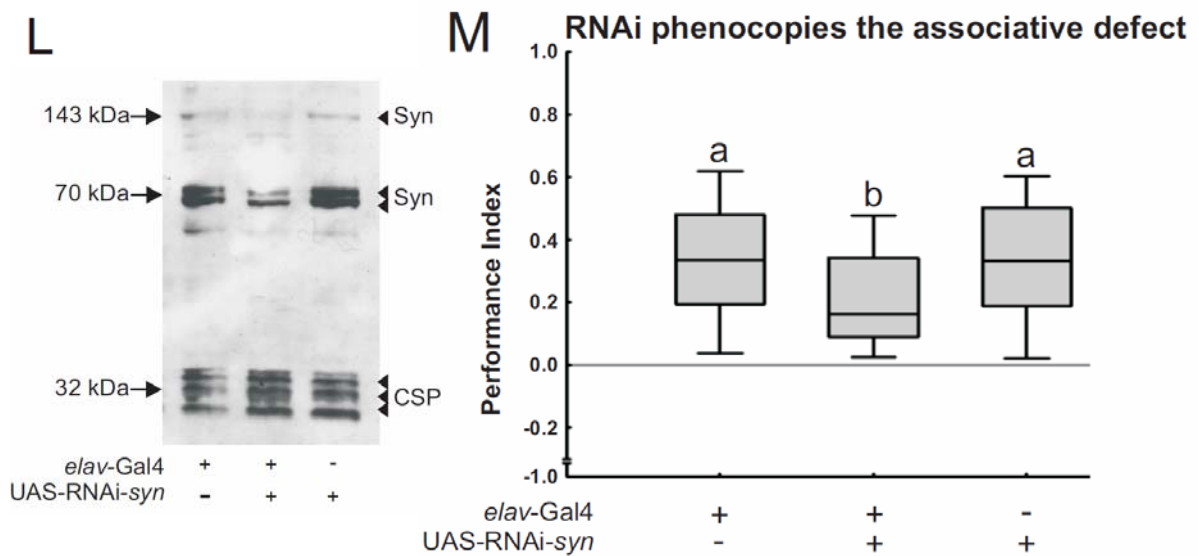 L
143 kDa
Syn
70 kDa
Syn
32 kDa
CSP
elav-Gal4 + + -
UAS-RNAi-syn - + +
M
RNAi phenocopies the associative defect
Performance Index
1.0
0.8
0.6
0.4
0.2
0.0
-0.2
-1.0
a
b
a
elav-Gal4 + + -
UAS-RNAi-syn - + +